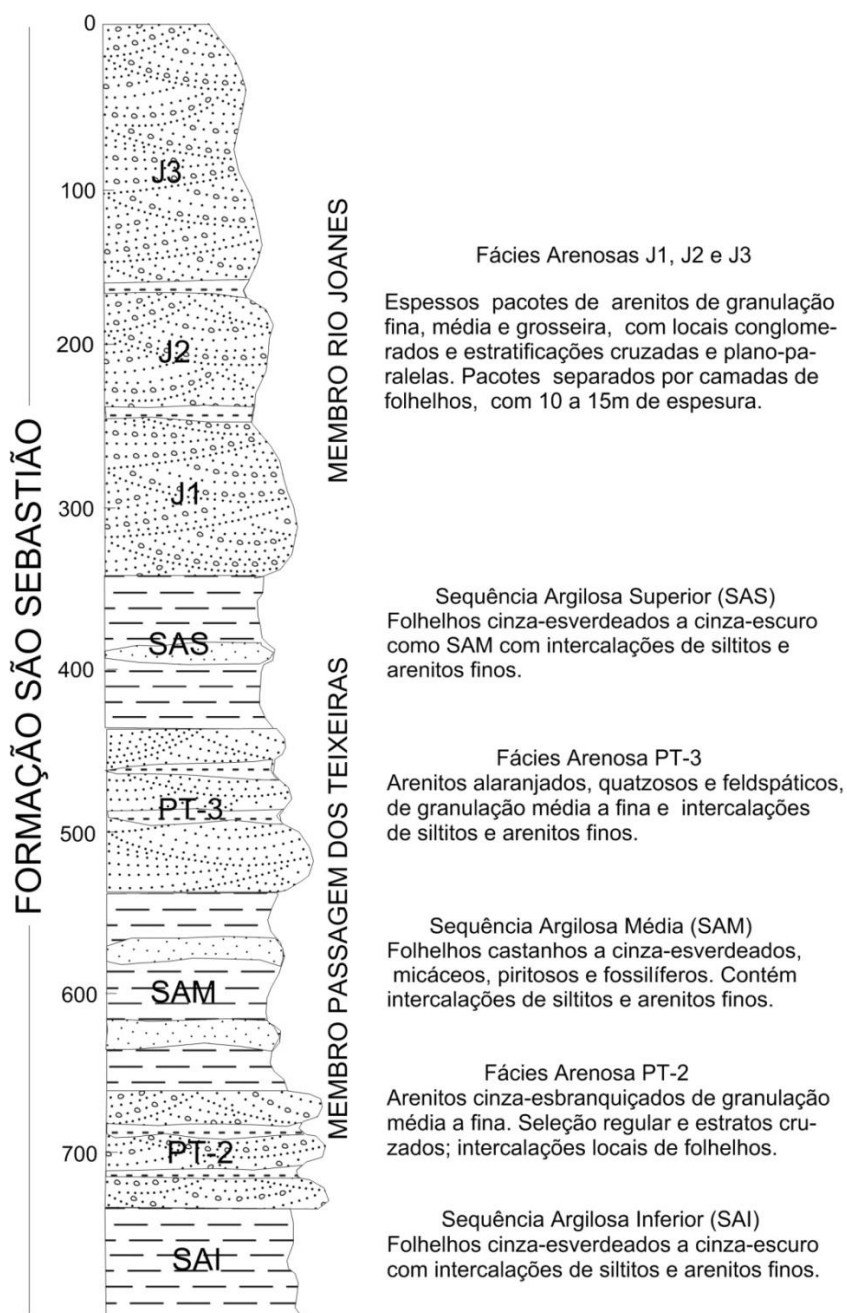 0
100
200
300
400
500
600
700
FORMAÇÃO SÃO SEBASTIÃO
J3
J2
J1
SAS
PT-3
SAM
PT-2
SAI
MEMBRO RIO JOANES
MEMBRO PASSAGEM DOS TEIXEIRAS
Fácies Arenosas J1, J2 e J3
Espessos pacotes de arenitos de granulação
fina, média e grosseira, com locais conglome-
rados e estratificações cruzadas e plano-pa-
ralelas. Pacotes separados por camadas de
folhelhos, com 10 a 15m de espesura.
Sequência Argilosa Superior (SAS)
Folhelhos cinza-esverdeados a cinza-escuro
como SAM com intercalações de siltitos e
arenitos finos.
Fácies Arenosa PT-3
Arenitos alaranjados, quatzosos e feldspáticos,
de granulação média a fina e intercalações
de siltitos e arenitos finos.
Sequência Argilosa Média (SAM)
Folhelhos castanhos a cinza-esverdeados,
micáceos, piritosos e fossilíferos. Contém
intercalações de siltitos e arenitos finos.
Fácies Arenosa PT-2
Arenitos cinza-esbranquiçados de granulação
média a fina. Seleção regular e estratos cru-
zados; intercalações locais de folhelhos.
Sequência Argilosa Inferior (SAI)
Folhelhos cinza-esverdeados a cinza-escuro
com intercalações de siltitos e arenitos finos.